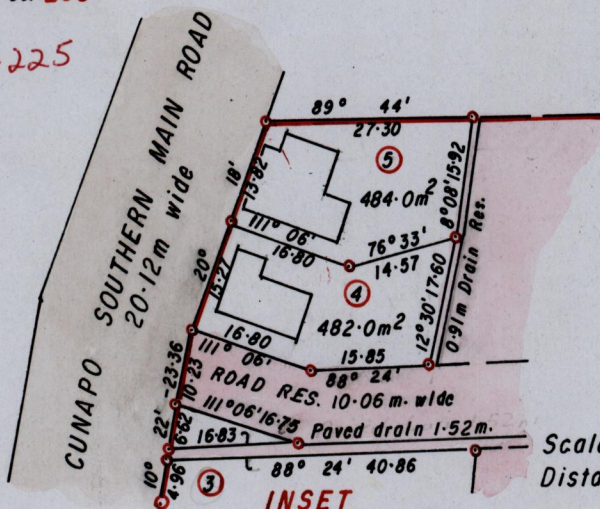 225
CUNAPO SOUTHERN MAIN ROAD
20·12m wide
89° 44'
27·30
5
484·0m²
18'
13·82
8°08'15·92
111° 06'
16·80
76° 33'
14·57
4
482·0m²
20°
15·27
12°30'17·60
0·91m Drain Res.
16·80
111° 06'
15·85
88° 24'
ROAD RES. 10·06 m. wide
23·36
10·23
111°06'16·75
Paved drain 1·52m.
22'
6·62
16·83
88° 24' 40·86
10°
4·96
3
INSET
Scal
Dista